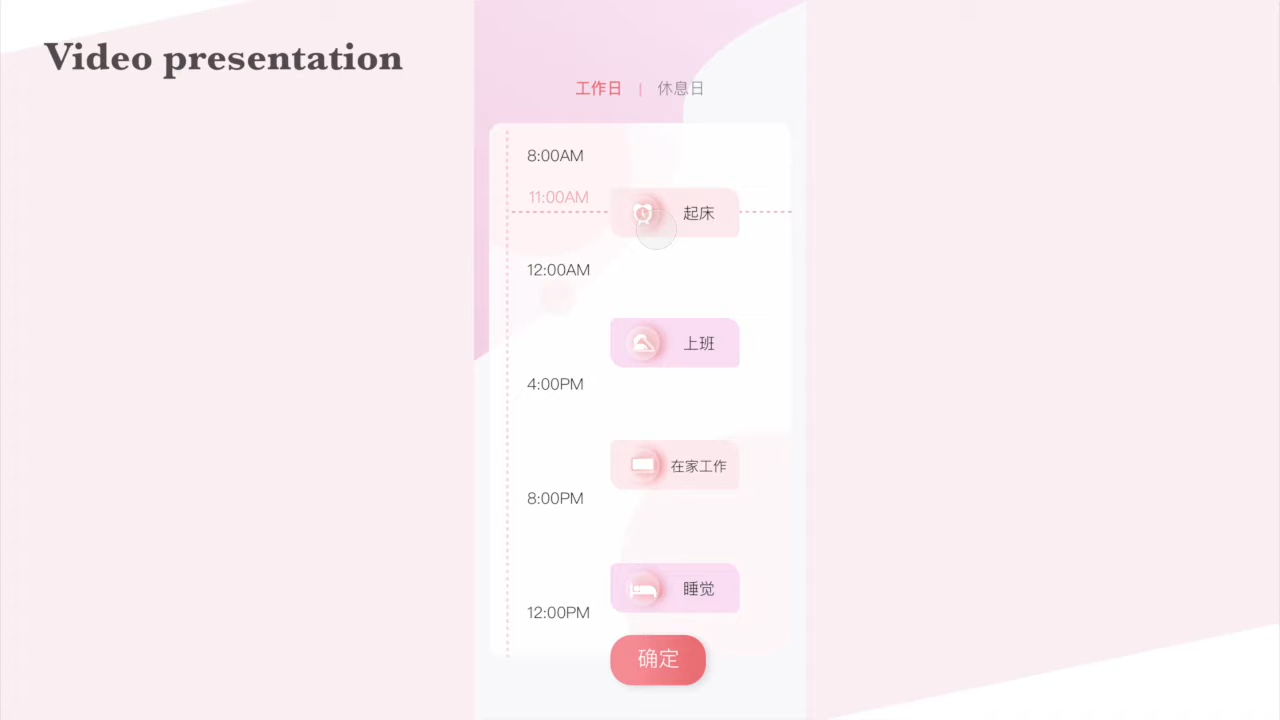 Video presentation
工作日 | 休息日
8:00AM
11:00AM
起床
12:00AM
上班
4:00PM
在家工作
8:00PM
睡觉
12:00PM
确定